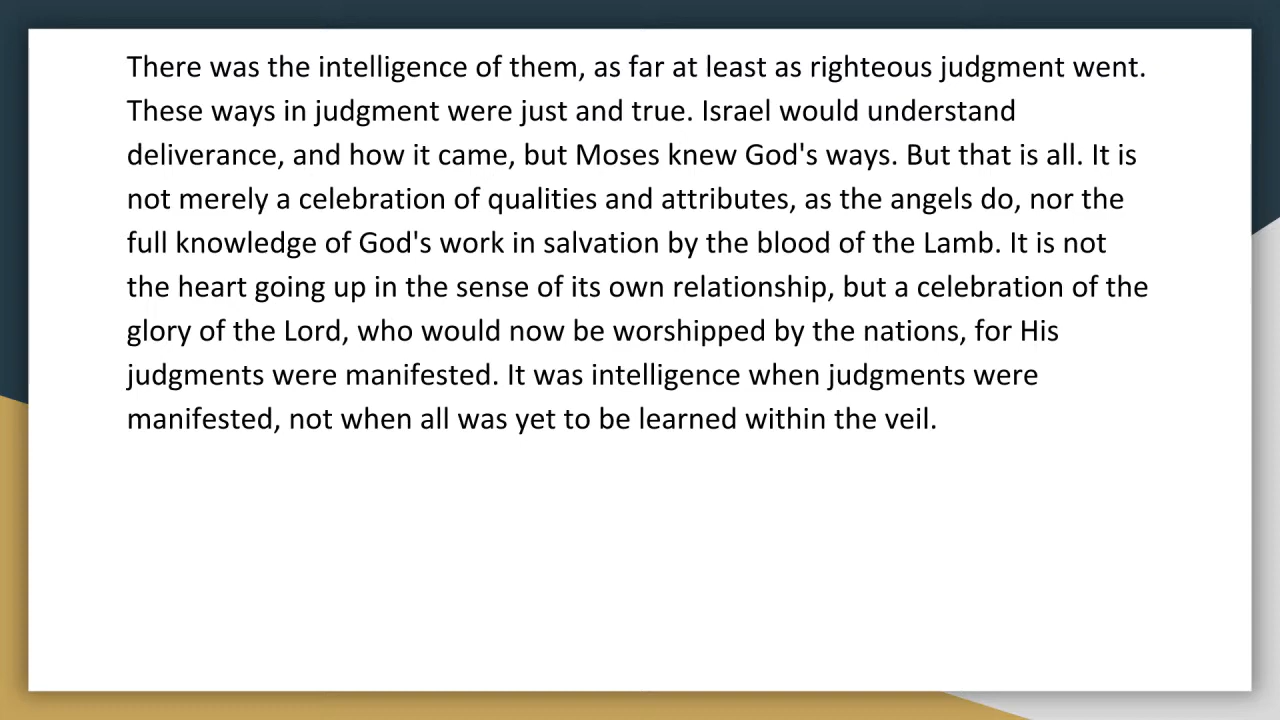 There was the intelligence of them, as far at least as righteous judgment went.
These ways in judgment were just and true. Israel would understand
deliverance, and how it came, but Moses knew God's ways. But that is all. It is
not merely a celebration of qualities and attributes, as the angels do, nor the
full knowledge of God's work in salvation by the blood of the Lamb. It is not
the heart going up in the sense of its own relationship, but a celebration of the
glory of the Lord, who would now be worshipped by the nations, for His
judgments were manifested. It was intelligence when judgments were
manifested, not when all was yet to be learned within the veil.